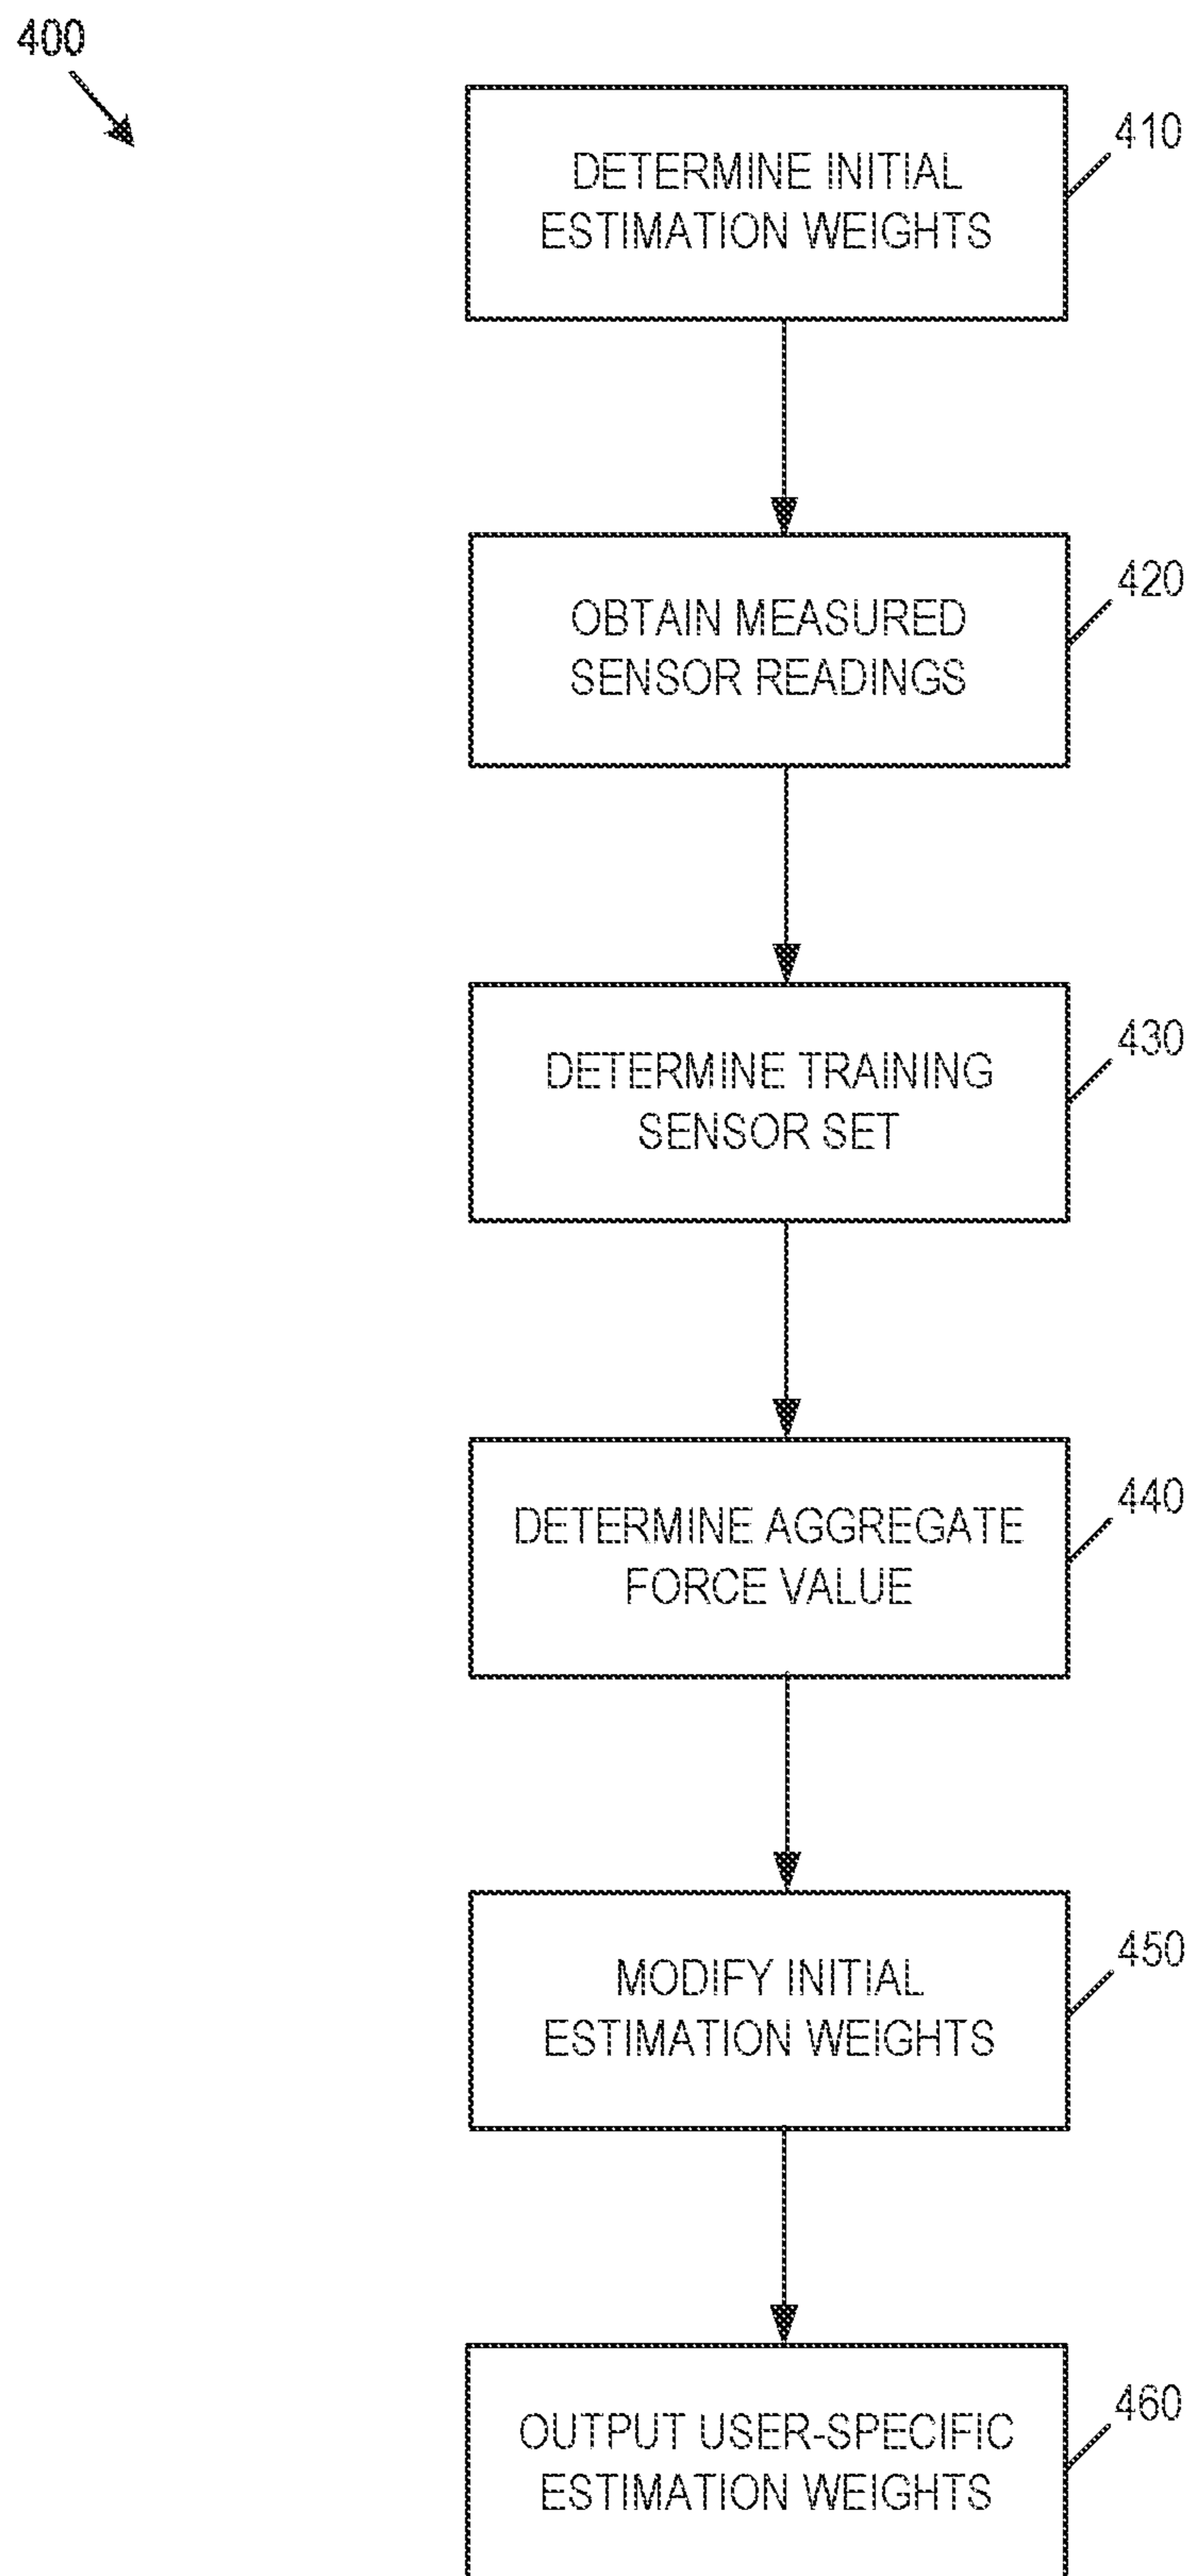 400
DETERMINE INITIAL
ESTIMATION WEIGHTS
410
OBTAIN MEASURED
SENSOR READINGS
420
DETERMINE TRAINING
SENSOR SET
430
DETERMINE AGGREGATE
FORCE VALUE
440
MODIFY INITIAL
ESTIMATION WEIGHTS
450
OUTPUT USER-SPECIFIC
ESTIMATION WEIGHTS
460